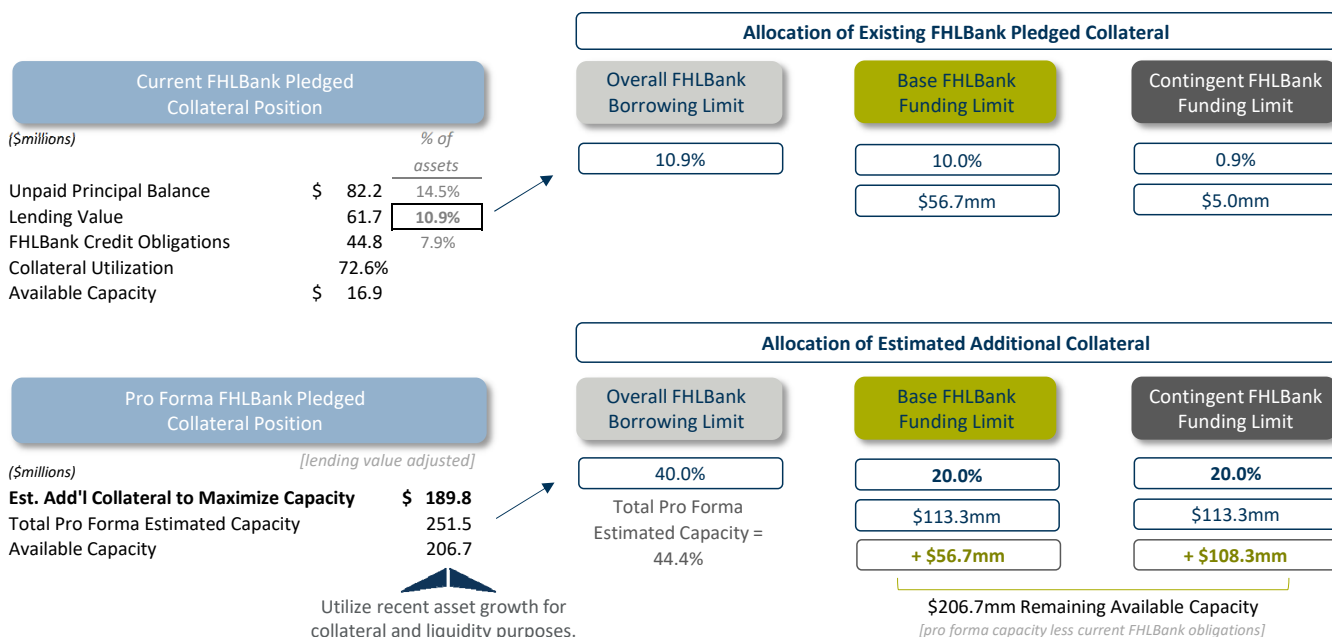 Allocation of Existing FHLBank Pledged Collateral
Current FHLBank Pledged
Collateral Position
Overall FHLBank
Borrowing Limit
Base FHLBank
Funding Limit
Contingent FHLBank
Funding Limit
($millions)
% of
assets
Unpaid Principal Balance $ 82.2 14.5%
Lending Value 61.7 10.9%
FHLBank Credit Obligations 44.8 7.9%
Collateral Utilization 72.6%
Available Capacity $ 16.9
10.9%
10.0%
0.9%
$56.7mm
$5.0mm
Allocation of Estimated Additional Collateral
Pro Forma FHLBank Pledged
Collateral Position
Overall FHLBank
Borrowing Limit
Base FHLBank
Funding Limit
Contingent FHLBank
Funding Limit
[lending value adjusted]
($millions)
Est. Add'l Collateral to Maximize Capacity $ 189.8
Total Pro Forma Estimated Capacity 251.5
Available Capacity 206.7
Utilize recent asset growth for
collateral and liquidity purposes.
40.0%
Total Pro Forma
Estimated Capacity =
44.4%
20.0%
20.0%
$113.3mm
$113.3mm
+ $56.7mm
+ $108.3mm
$206.7mm Remaining Available Capacity
[pro forma capacity less current FHLBank obligations]